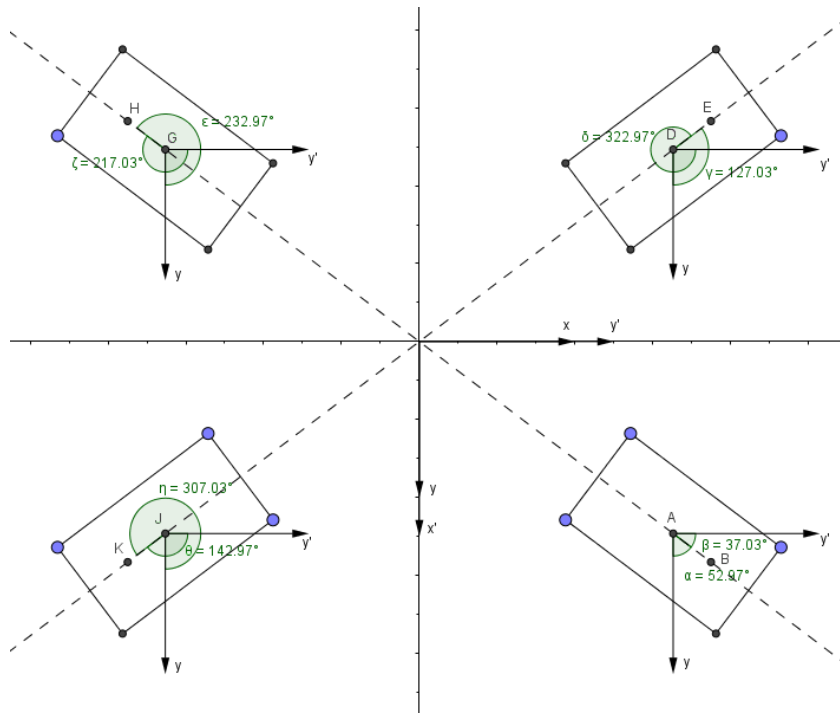 H
E
ε = 232.97°
G
D
δ = 322.97°
ζ = 217.03°
y'
γ = 127.03°
y'
y
y
x
y'
y
x'
η = 307.03°
J
A
y'
y'
K
θ = 142.97°
β = 37.03°
B
α = 52.97°
y
y